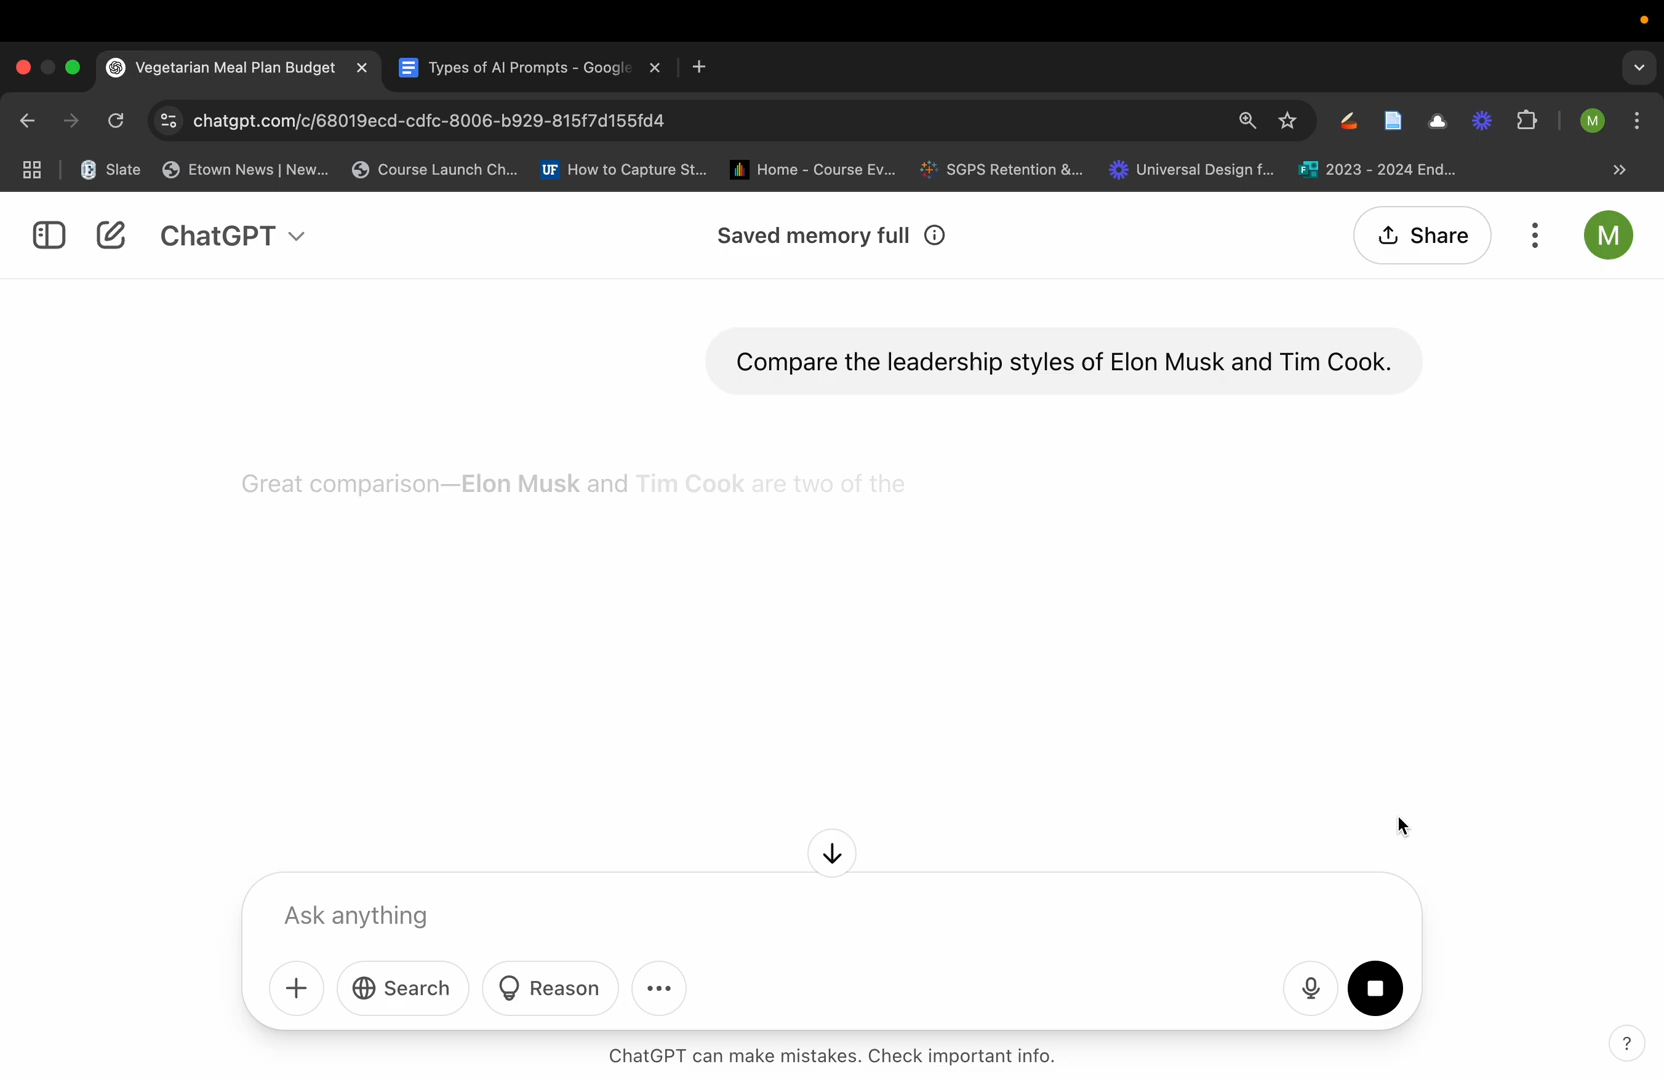 Vegetarian Meal Plan Budget
Types of AI Prompts - Google
chatgpt.com/c/68019ecd-cdfc-8006-b929-815f7d155fd4
M
Slate
Etown News | New...
Course Launch Ch...
UF How to Capture St...
Home - Course Ev...
SGPS Retention &...
Universal Design f...
2023 - 2024 End...
ChatGPT
Saved memory full
Share
M
Compare the leadership styles of Elon Musk and Tim Cook.
Great comparison—Elon Musk and Tim Cook are two of the
Ask anything
Search
Reason
ChatGPT can make mistakes. Check important info.
?